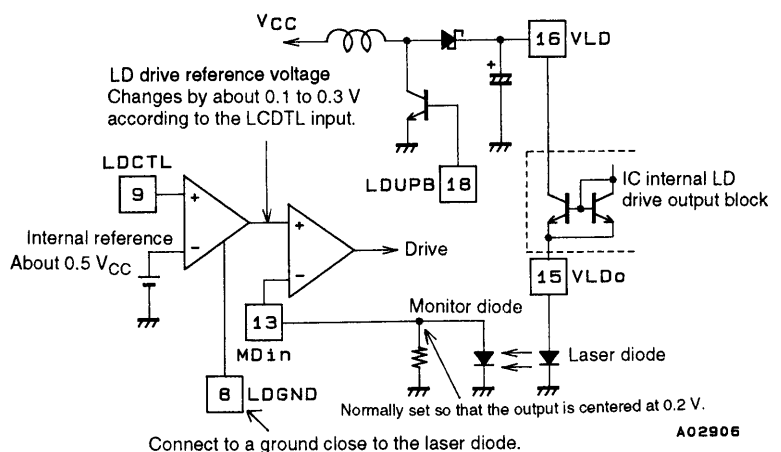 VCC
16 VLD
LD drive reference voltage
Changes by about 0.1 to 0.3 V
according to the LCDTL input.
+
LDCTL
9
LDUPB 18
IC internal LD
drive output block
+
-
+
-
Internal reference
About 0.5 VCC
Drive
15 VLDo
13
MDin
Monitor diode
Laser diode
8 LDGND
Normally set so that the output is centered at 0.2 V.
A02906
Connect to a ground close to the laser diode.